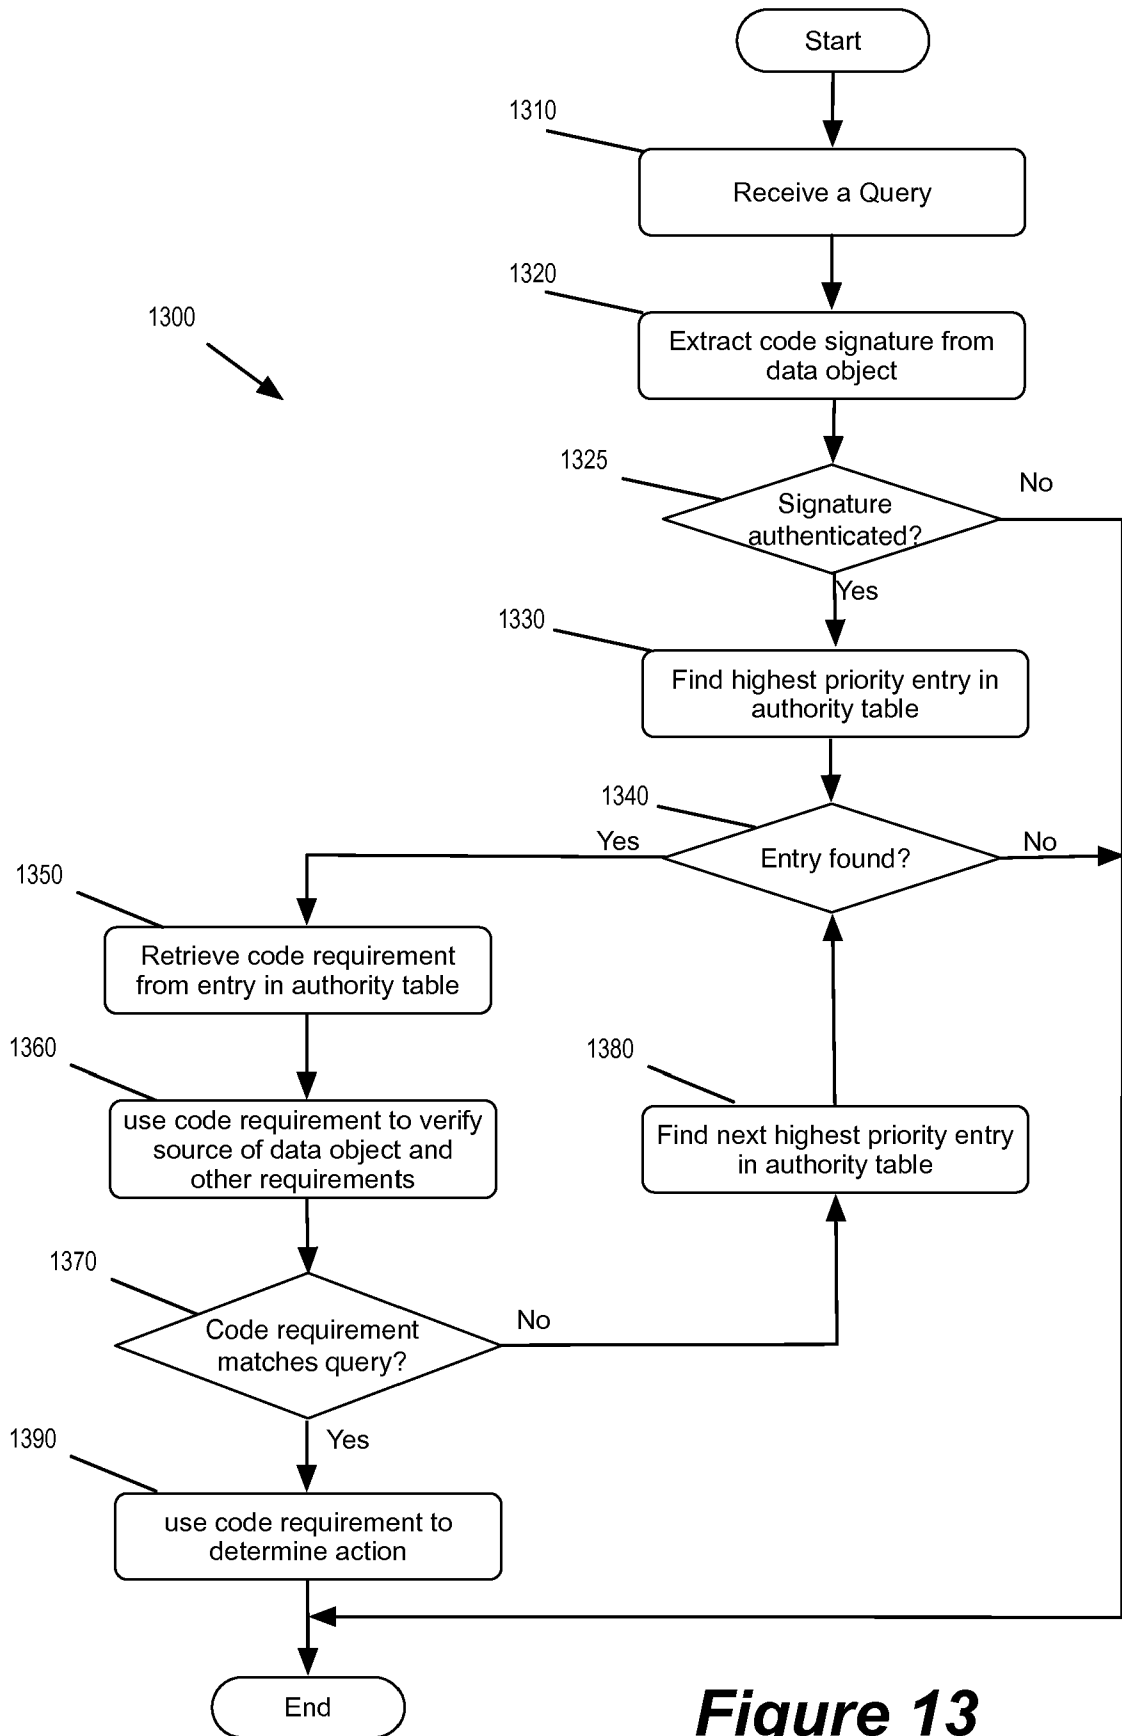 Start
1310
Receive a Query
1320
Extract code signature from
data object
1300
1325
Signature
authenticated?
No
Yes
1330
Find highest priority entry in
authority table
1340
Entry found?
Yes
No
1350
Retrieve code requirement
from entry in authority table
1360
use code requirement to verify
source of data object and
other requirements
1380
Find next highest priority entry
in authority table
1370
Code requirement
matches query?
No
Yes
1390
use code requirement to
determine action
End
Figure 13